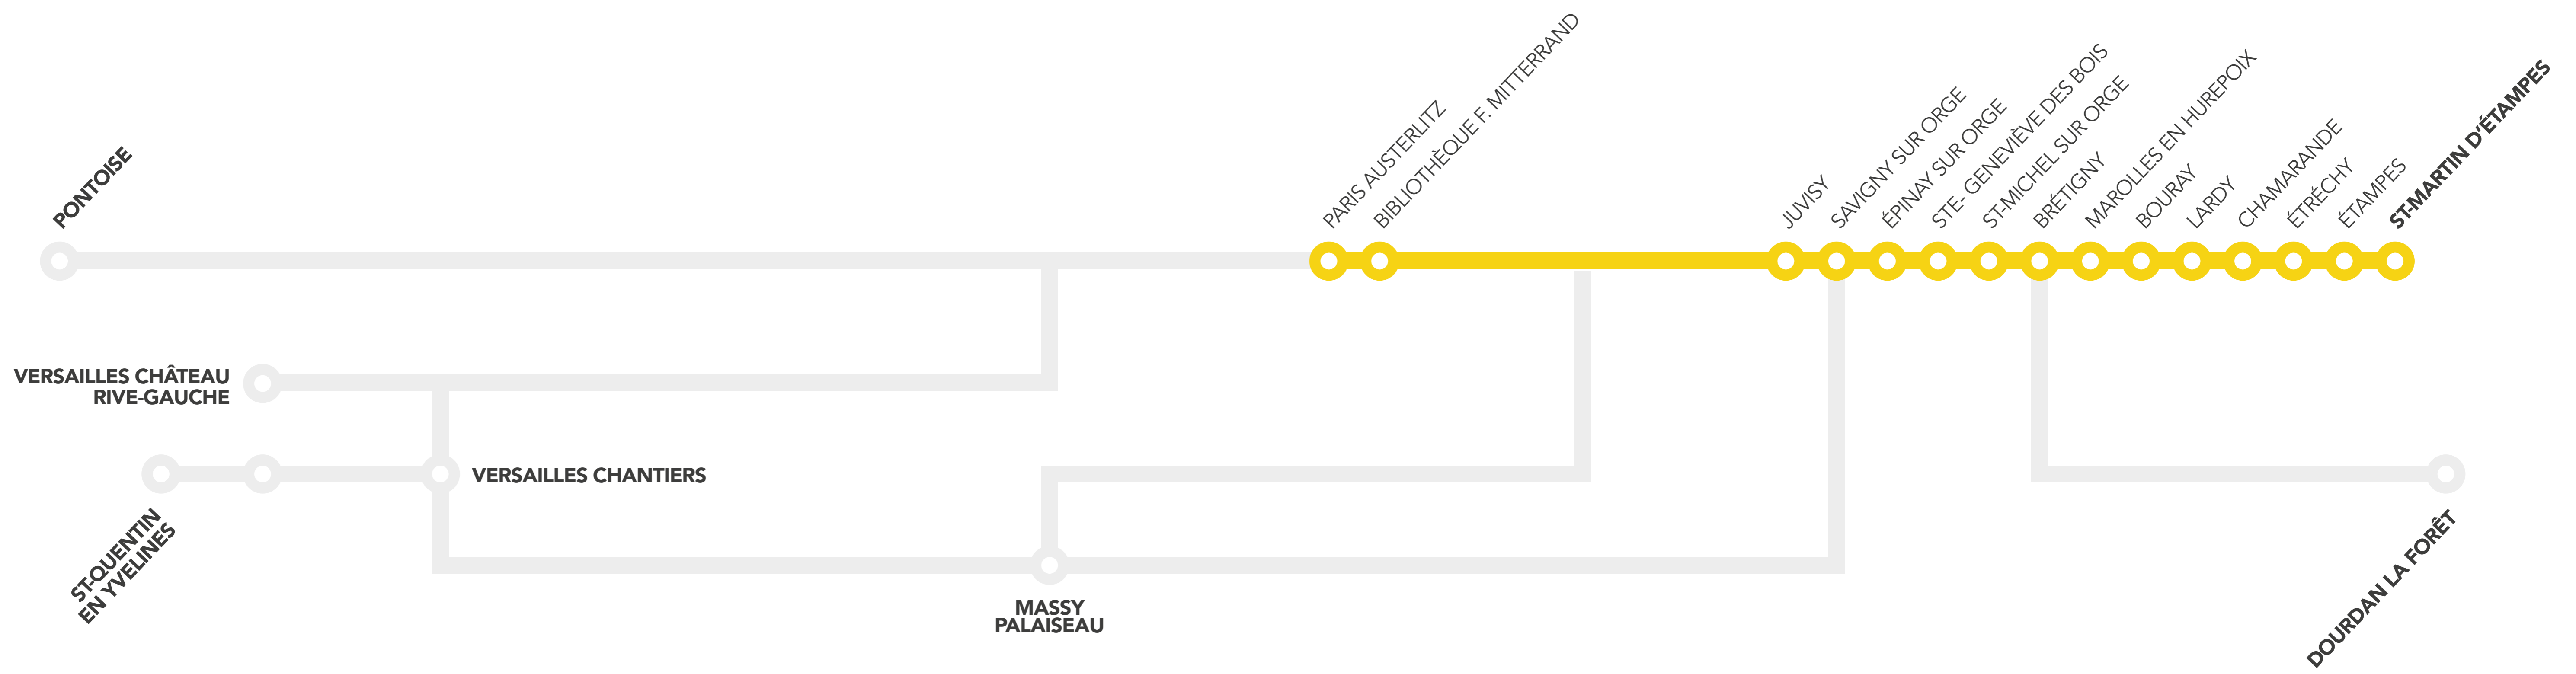 PONTOISE
PARIS AUSTERLITZ
BIBLIOTHÈQUE F. MITTERRAND
JUVISY
SAVIGNY SUR ORGE
ÉPINAY SUR ORGE
STE- GENEVIÈVE DES BOIS
ST-MICHEL SUR ORGE
BRÉTIGNY
MAROLLES EN HUREPOIX
BOURAY
LARDY
CHAMARANDE
ÉTRÉCHY
ÉTAMPES
ST-MARTIN D'ÉTAMPES
VERSAILLES CHÂTEAU
RIVE-GAUCHE
VERSAILLES CHANTIERS
ST-QUENTIN
EN YVELINES
MASSY
PALAISEAU
DOURDAN LA FORÊT